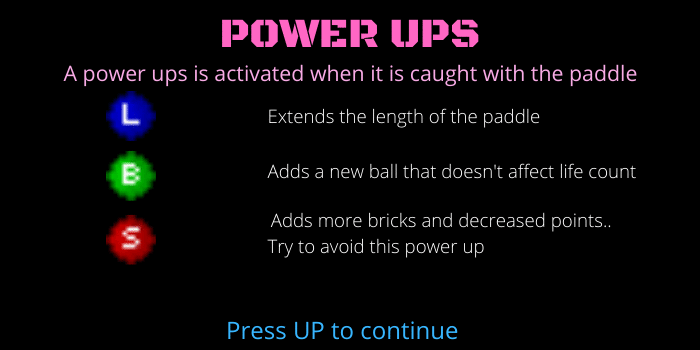 POWER UPS
A power ups is activated when it is caught with the paddle
L Extends the length of the paddle
B Adds a new ball that doesn't affect life count
S Adds more bricks and decreased points..
Try to avoid this power up
Press UP to continue